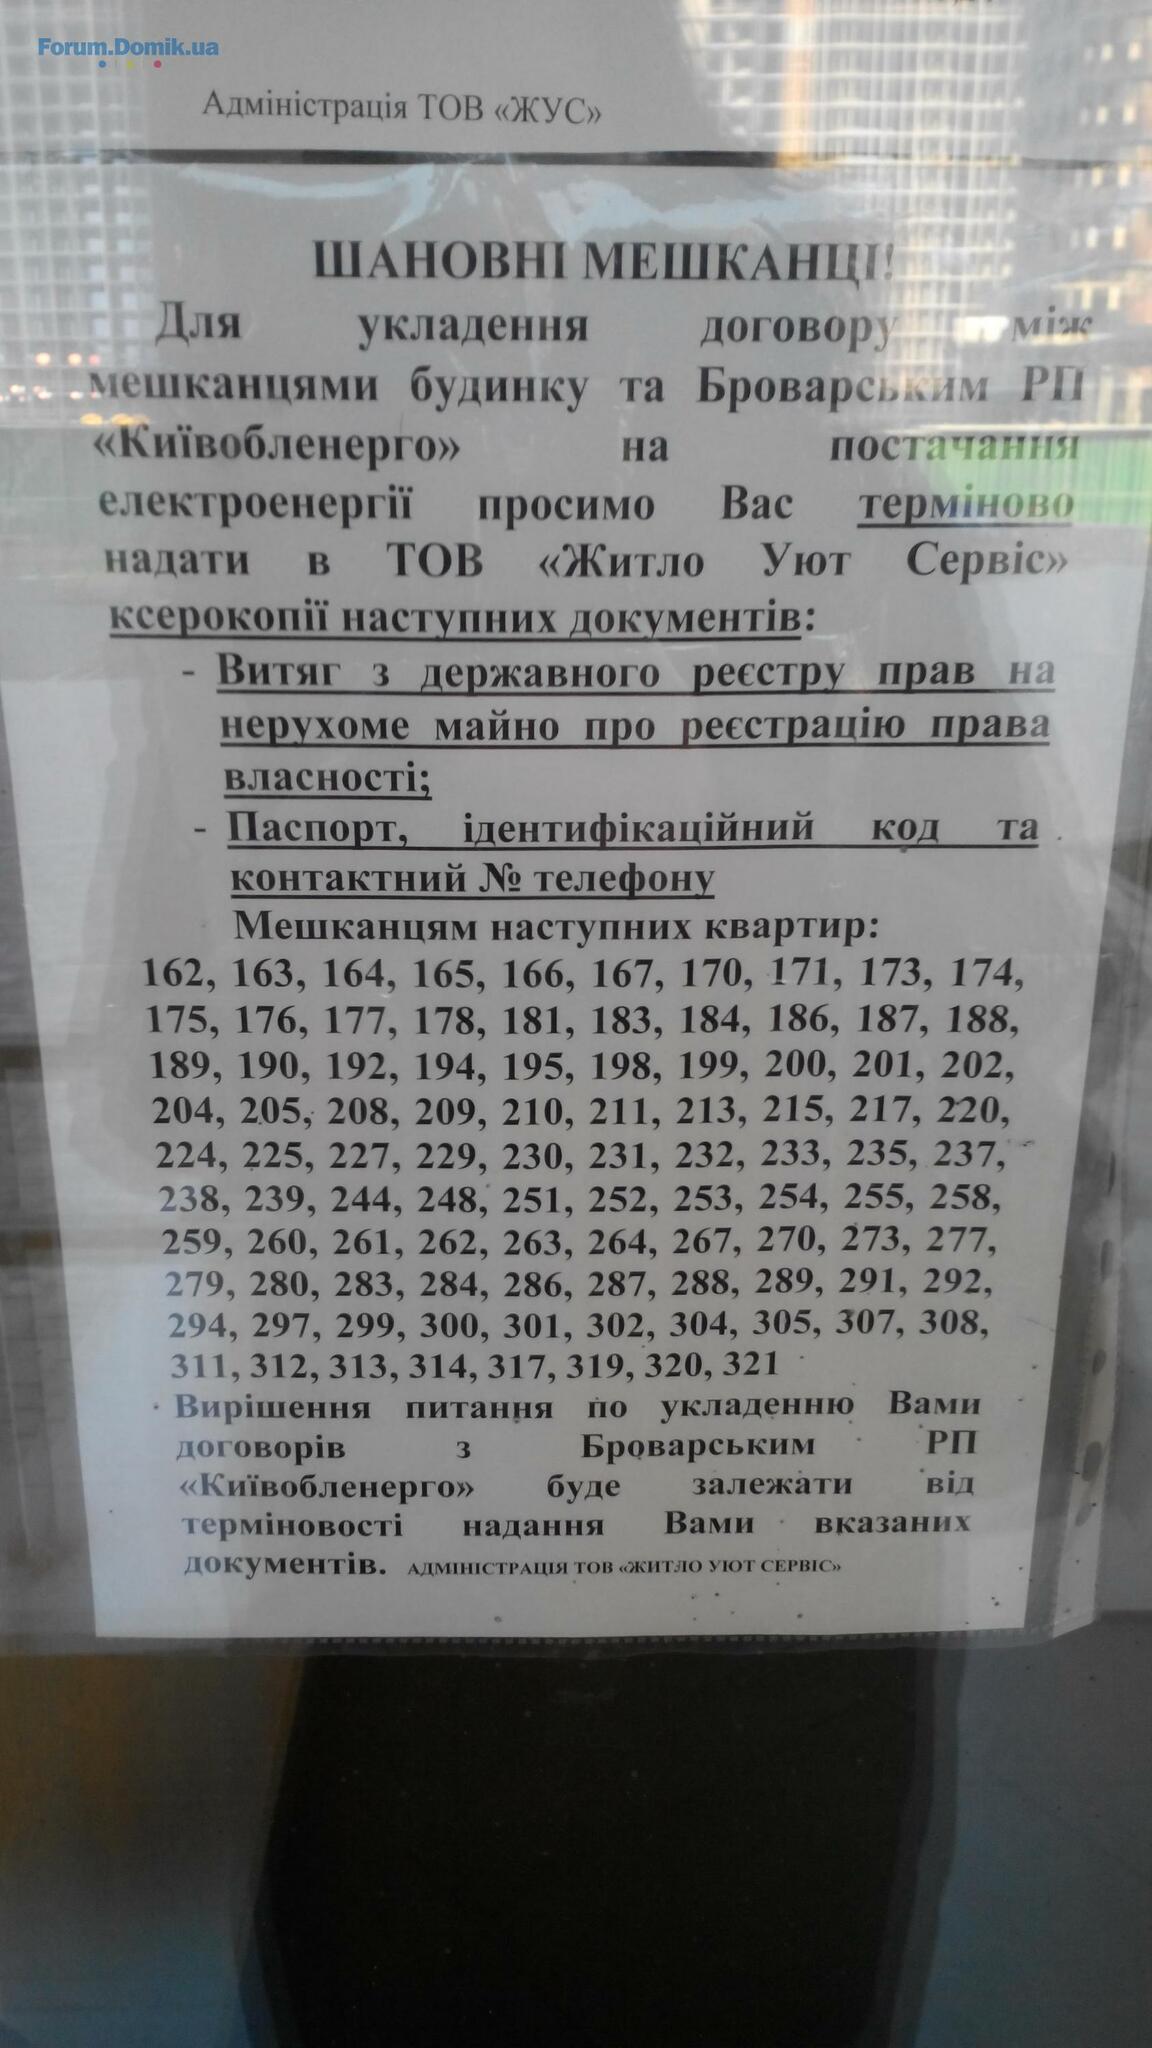 Forum.Domik.ua
Адміністрація ТОВ «ЖУС»
ШАНОВНІ МЕШКАНЦІ!
Для укладення договору між
мешканцями будинку та Броварським РП
«Київобленерго» на постачання
електроенергії просимо Вас терміново
надати в ТОВ «Житло Уют Сервіс»
ксерокопії наступних документів:
- Витяг з державного реєстру прав на
нерухоме майно про реєстрацію права
власності;
- Паспорт, ідентифікаційний код та
контактний № телефону
Мешканцям наступних квартир:
162, 163, 164, 165, 166, 167, 170, 171, 173, 174,
175, 176, 177, 178, 181, 183, 184, 186, 187, 188,
189, 190, 192, 194, 195, 198, 199, 200, 201, 202,
204, 205, 208, 209, 210, 211, 213, 215, 217, 220,
224, 225, 227, 229, 230, 231, 232, 233, 235, 237,
238, 239, 244, 248, 251, 252, 253, 254, 255, 258,
259, 260, 261, 262, 263, 264, 267, 270, 273, 277,
279, 280, 283, 284, 286, 287, 288, 289, 291, 292,
294, 297, 299, 300, 301, 302, 304, 305, 307, 308,
311, 312, 313, 314, 317, 319, 320, 321
Вирішення питання по укладенню Вами
договорів з Броварським РП
«Київобленерго» буде залежати від
терміновості надання Вами вказаних
документів. АДМІНІСТРАЦІЯ ТОВ «ЖИТЛО УЮТ СЕРВІС»